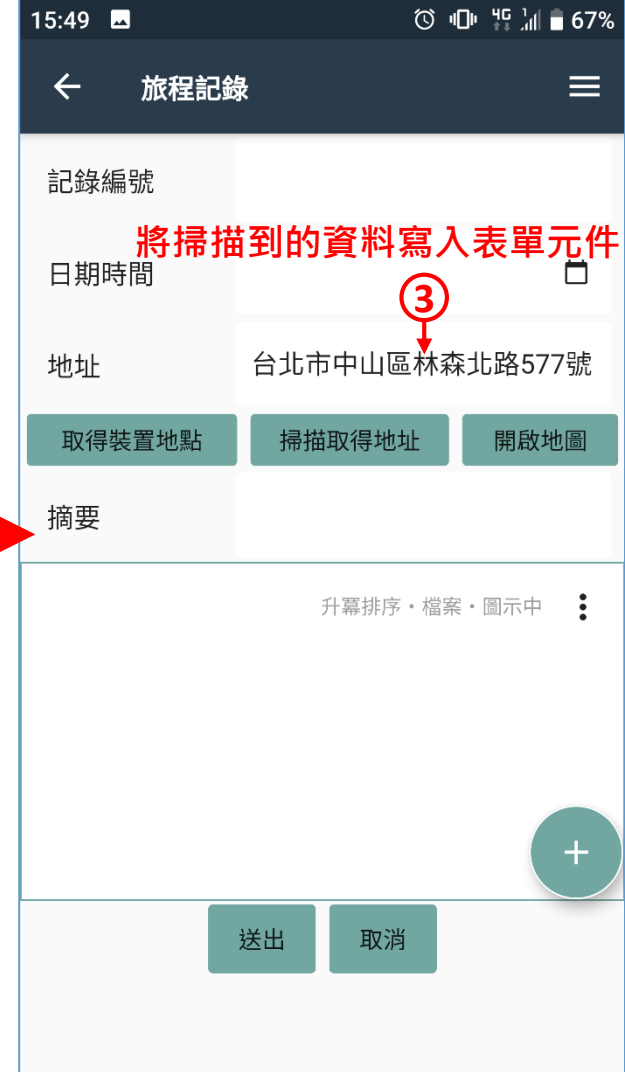 15:49 4G 67%
旅程記錄
記錄編號
將掃描到的資料寫入表單元件
日期時間
3
地址 台北市中山區林森北路577號
取得裝置地點 掃描取得地址 開啟地圖
摘要
升冪排序・檔案・圖示中
+
送出 取消